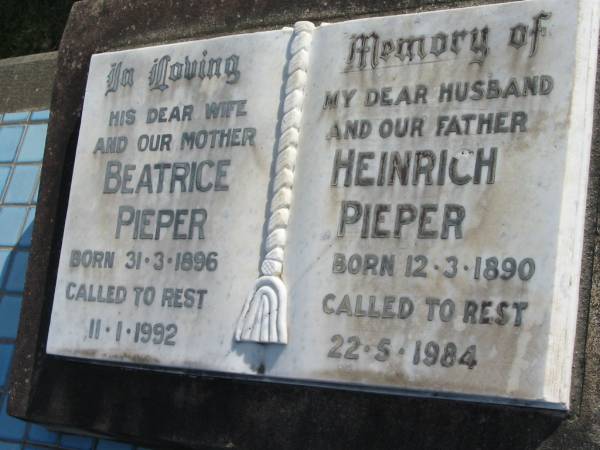 In Loving
HIS DEAR WIFE
AND OUR MOTHER
BEATRICE
PIEPER
BORN 31·3·1896
CALLED TO REST
11·1·1992
Memory of
MY DEAR HUSBAND
AND OUR FATHER
HEINRICH
PIEPER
BORN 12·3·1890
CALLED TO REST
22·5·1984